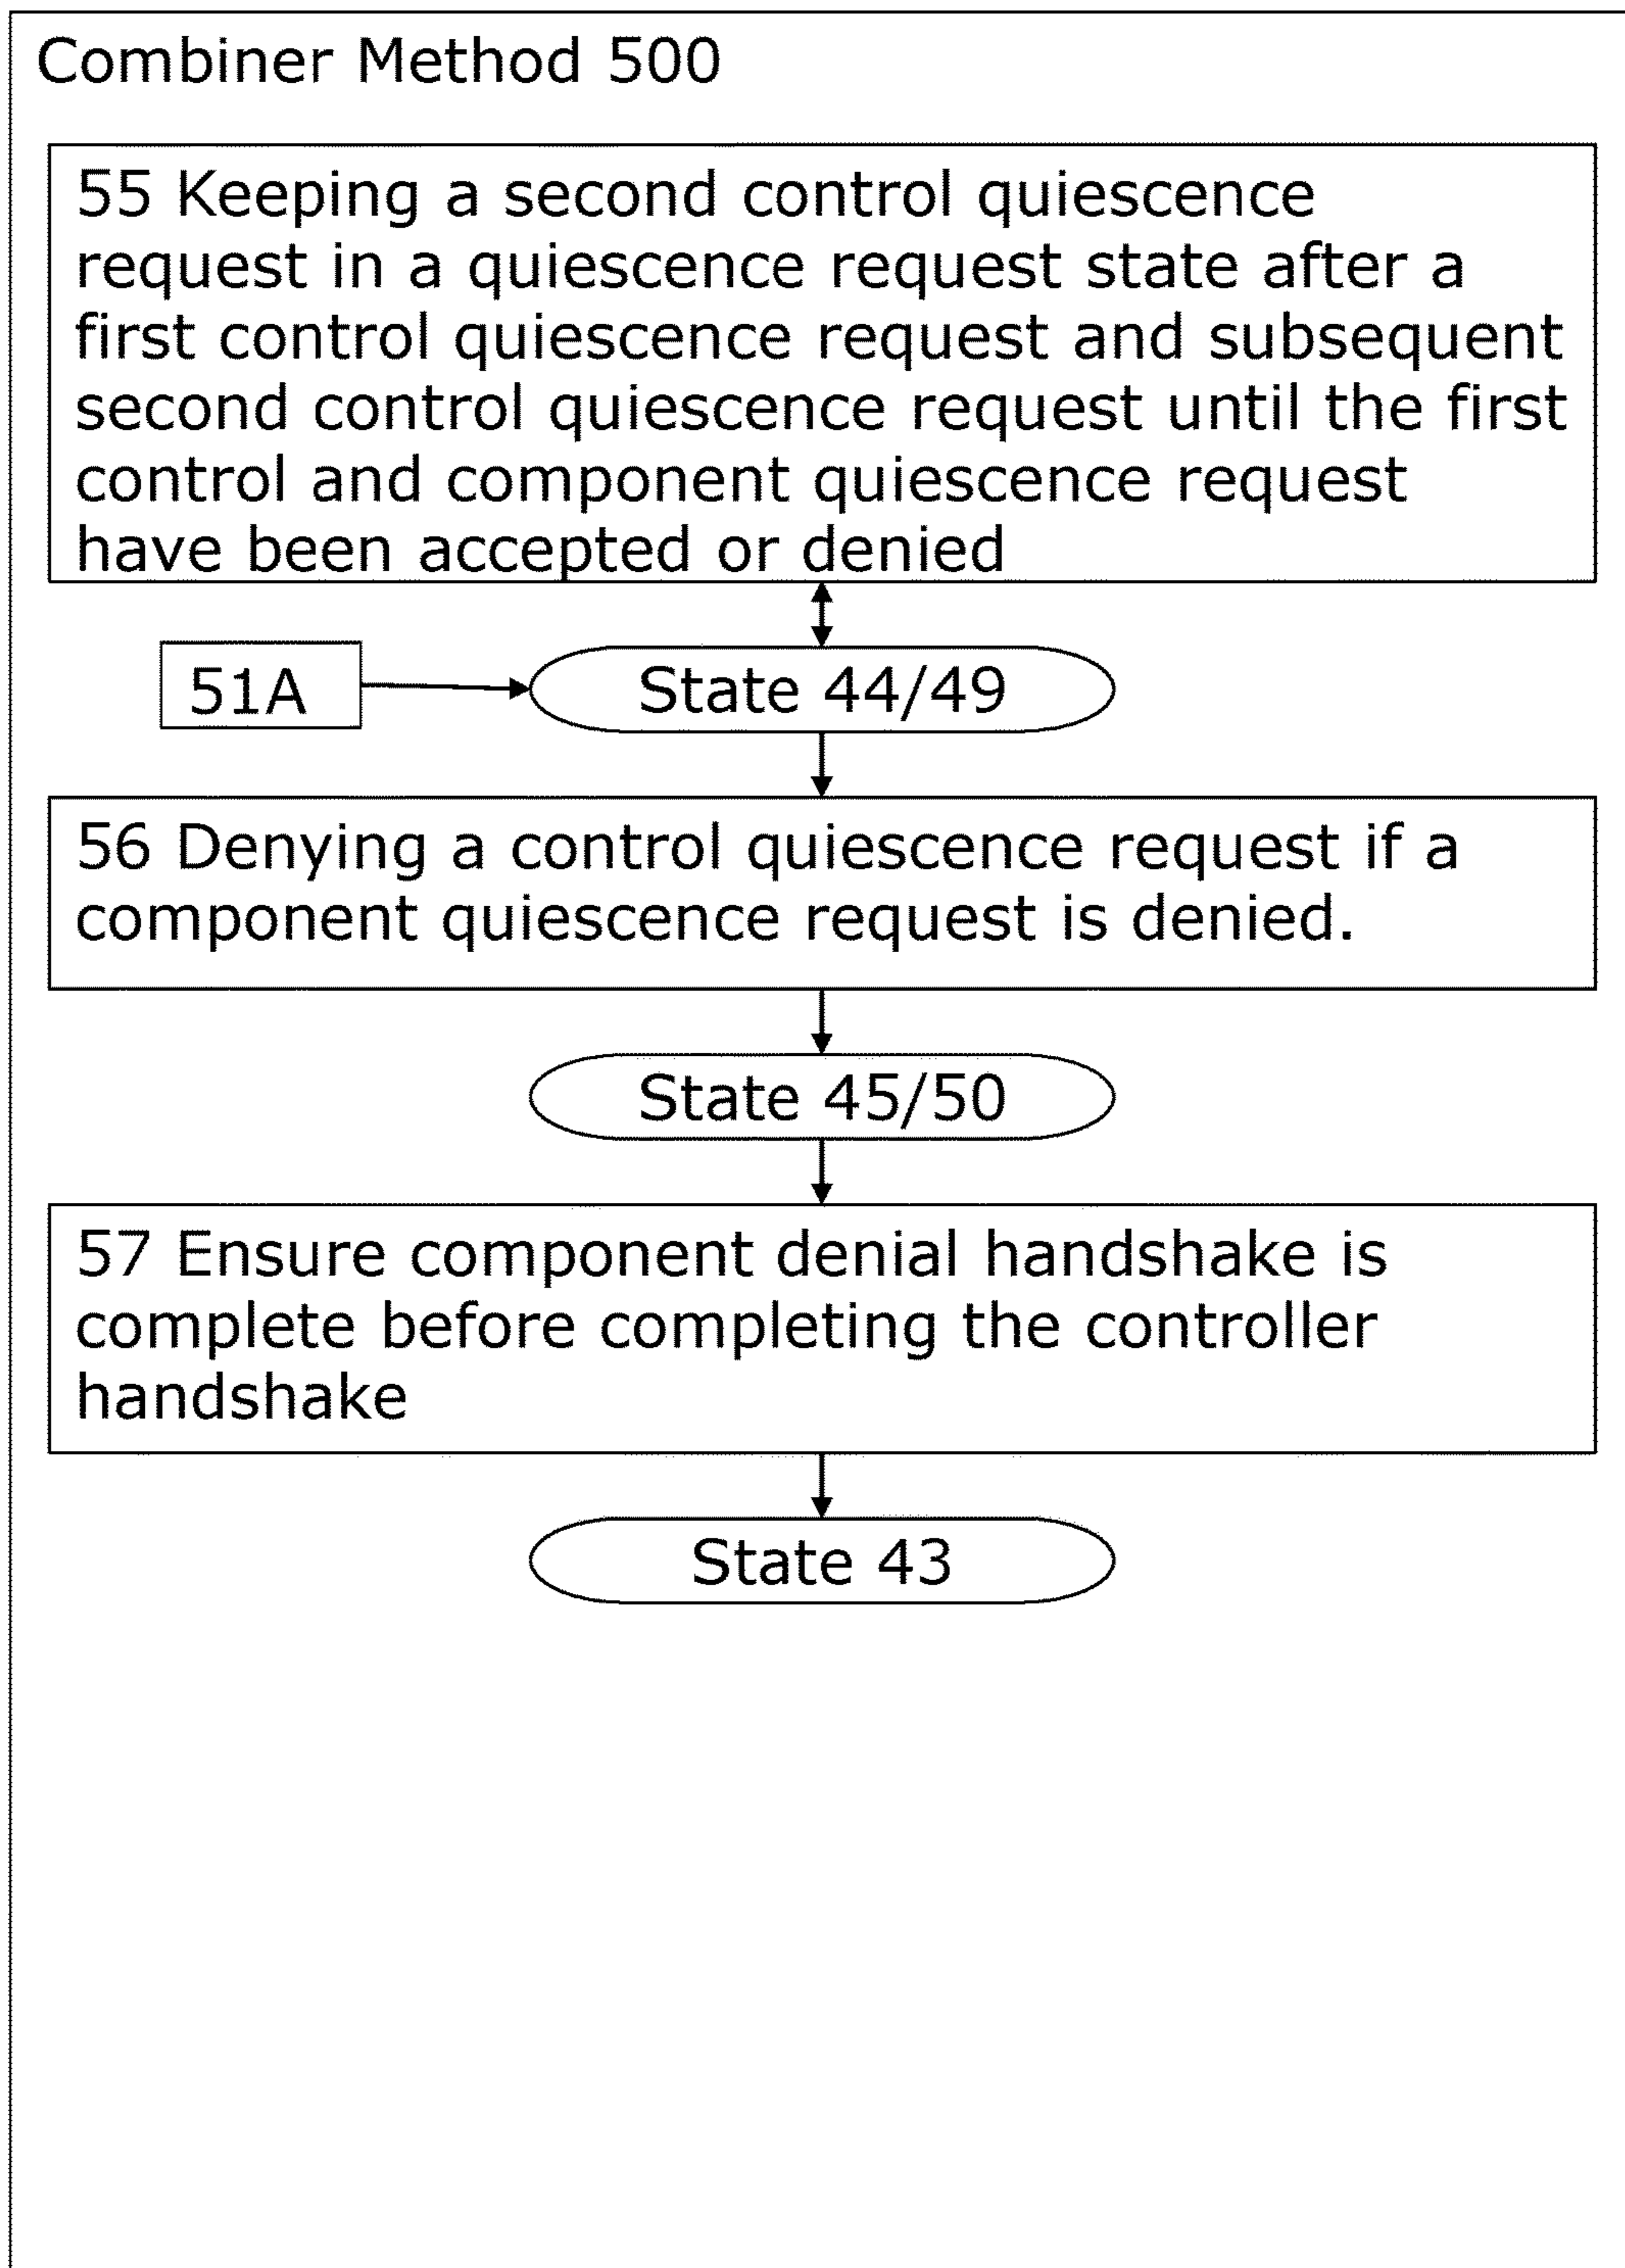 Combiner Method 500
55 Keeping a second control quiescence
request in a quiescence request state after a
first control quiescence request and subsequent
second control quiescence request until the first
control and component quiescence request
have been accepted or denied
51A
State 44/49
56 Denying a control quiescence request if a
component quiescence request is denied.
State 45/50
57 Ensure component denial handshake is
complete before completing the controller
handshake
State 43